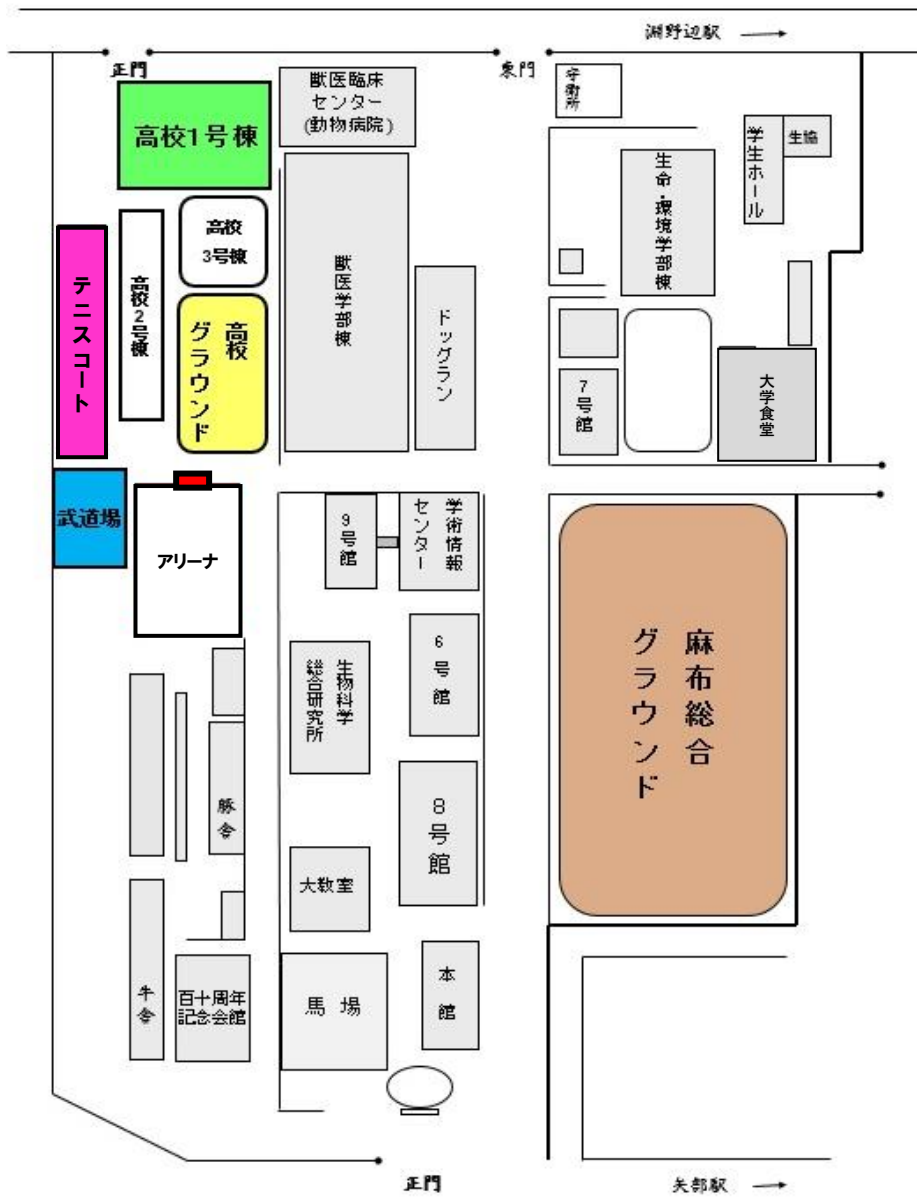 淵野辺駅 →
正門
東門
高校1号棟
獣医臨床
センター
(動物病院)
守衛所
学生ホール
生協
生命・環境学部棟
高校
3号棟
テニスコート
高校2号棟
高校
グラウンド
獣医学部棟
ドッグラン
7号館
大学食堂
武道場
アリーナ
9号館
学術情報
センター
6号館
生物科学
総合研究所
麻布総合
グラウンド
豚舎
8号館
大教室
牛舎
百十周年
記念会館
馬場
本館
正門
矢部駅 →